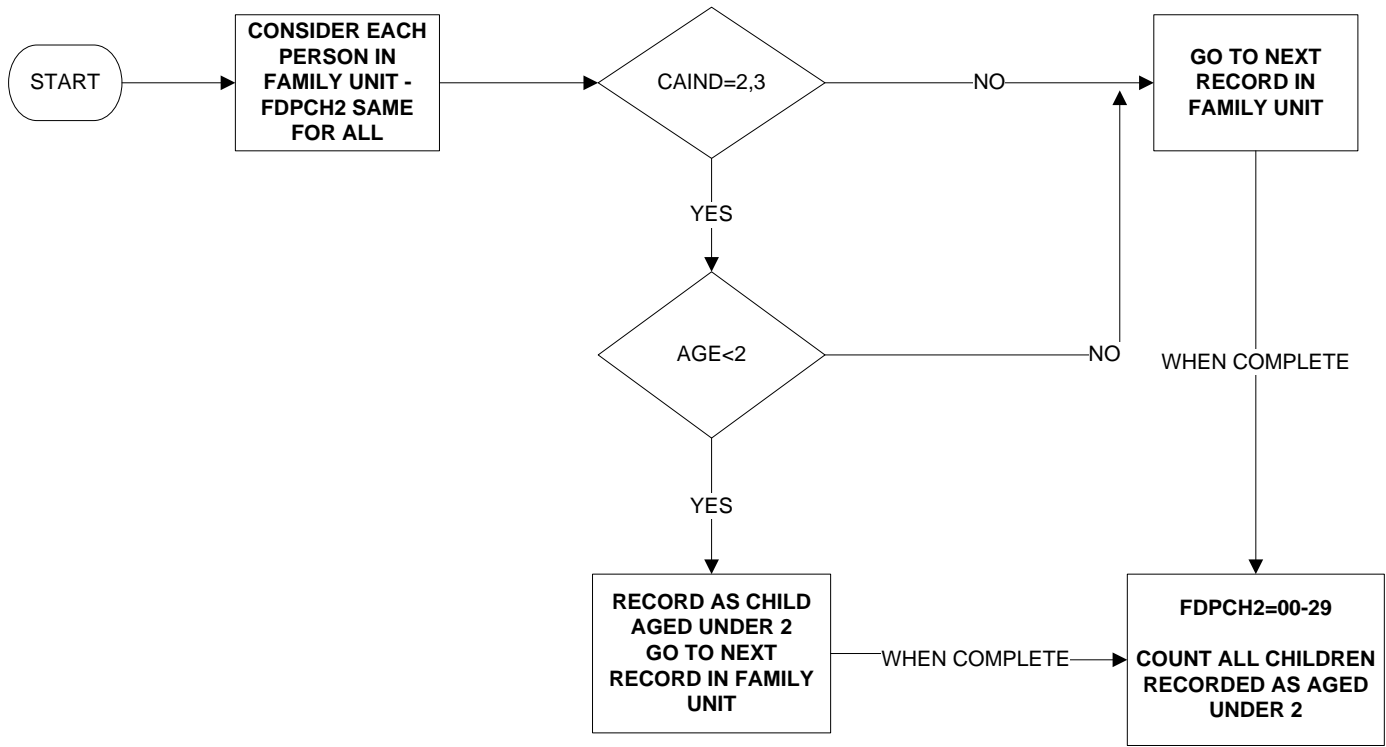 START
CONSIDER EACH
PERSON IN
FAMILY UNIT -
FDPCH2 SAME
FOR ALL
CAIND=2,3
NO
GO TO NEXT
RECORD IN
FAMILY UNIT
YES
AGE<2
NO
WHEN COMPLETE
YES
RECORD AS CHILD
AGED UNDER 2
GO TO NEXT
RECORD IN FAMILY
UNIT
WHEN COMPLETE
FDPCH2=00-29
COUNT ALL CHILDREN
RECORDED AS AGED
UNDER 2